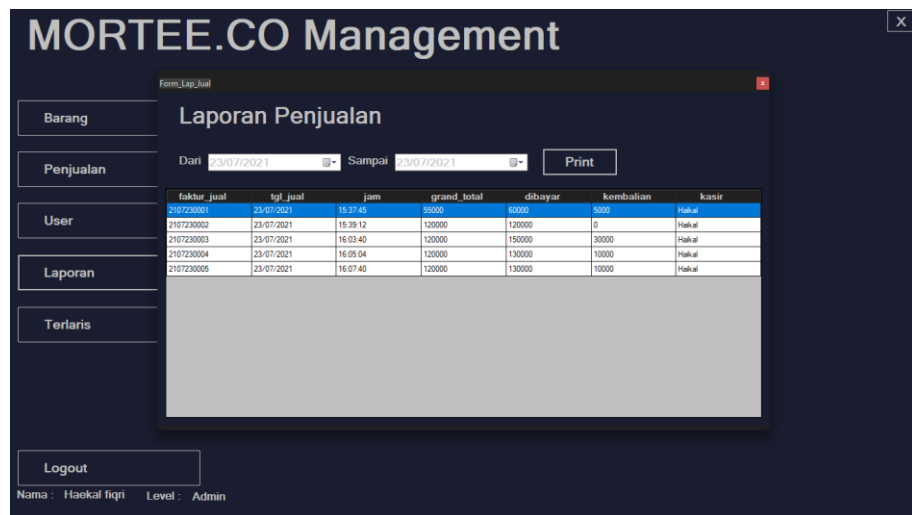 MORTEE.CO Management
X
Form_Lap_Jual
x
Laporan Penjualan
Dari 23/07/2021 Sampai 23/07/2021 Print
faktur_jual tgl_jual jam grand_total dibayar kembalian kasir
2107230001 23/07/2021 15:37:45 55000 60000 5000 Haikal
2107230002 23/07/2021 15:39:12 120000 120000 0 Haikal
2107230003 23/07/2021 16:03:40 120000 150000 30000 Haikal
2107230004 23/07/2021 16:05:04 120000 130000 10000 Haikal
2107230005 23/07/2021 16:07:40 120000 130000 10000 Haikal
Barang
Penjualan
User
Laporan
Terlaris
Logout
Nama : Haekal fiqri Level : Admin